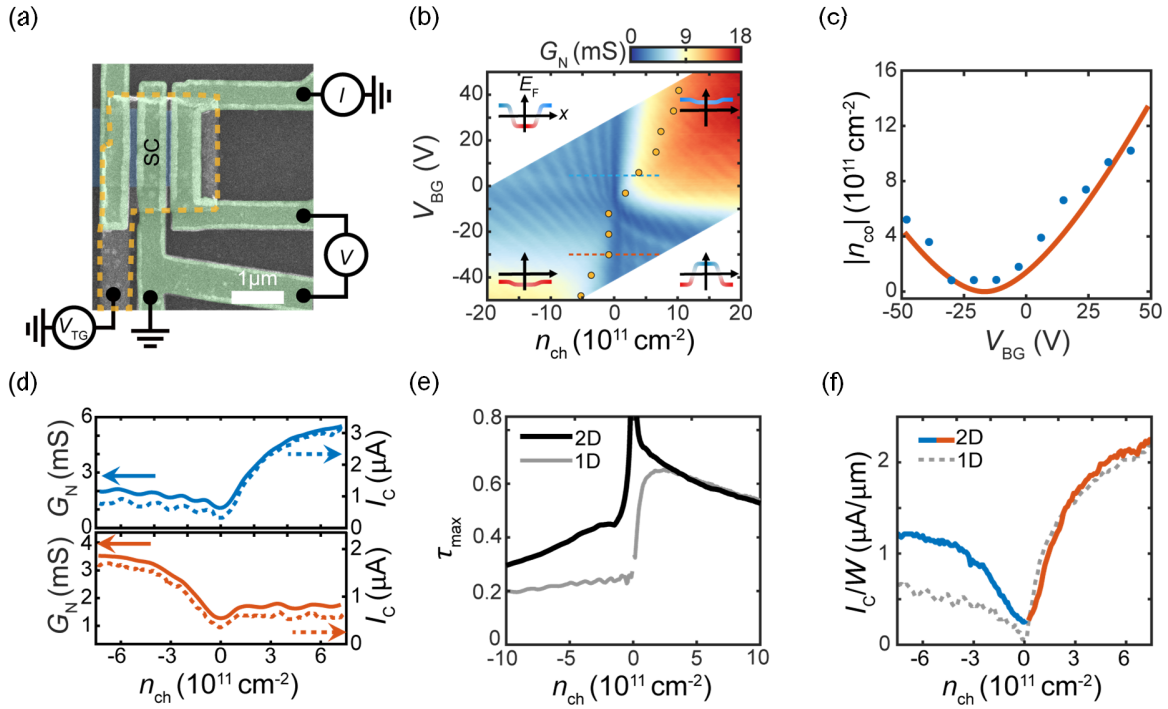 (a)
SC
I
V
V_TG
1μm
(b)
G_N (mS)
0 9 18
E_F
x
V_BG (V)
40
20
0
-20
-40
-20 -10 0 10 20
n_ch (10^11 cm^-2)
(c)
|n_co| (10^11 cm^-2)
16
12
8
4
0
-50 -25 0 25 50
V_BG (V)
(d)
G_N (mS)
6
3
0
I_C (μA)
3
2
1
0
G_N (mS)
4
3
2
1
I_C (μA)
2
1
0
-6 -3 0 3 6
n_ch (10^11 cm^-2)
(e)
τ_max
0.8
0.6
0.4
0.2
0
2D
1D
-10 -5 0 5 10
n_ch (10^11 cm^-2)
(f)
I_C/W (μA/μm)
2
1
0
2D
1D
-6 -3 0 3 6
n_ch (10^11 cm^-2)